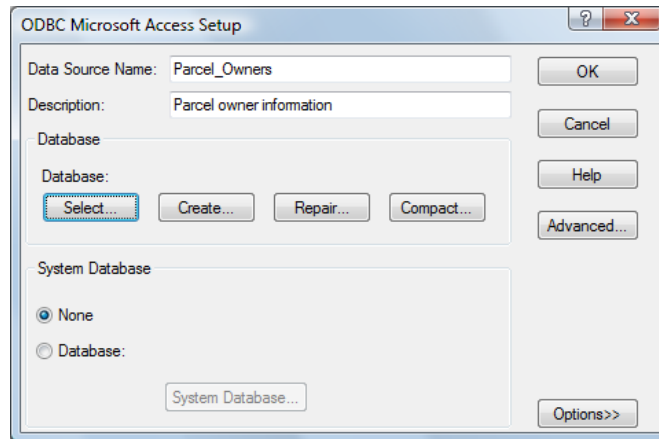 ODBC Microsoft Access Setup
Data Source Name: Parcel_Owners
OK
Description: Parcel owner information
Cancel
Database
Database:
Help
Select... Create... Repair... Compact...
Advanced...
System Database
None
Database:
System Database...
Options>>